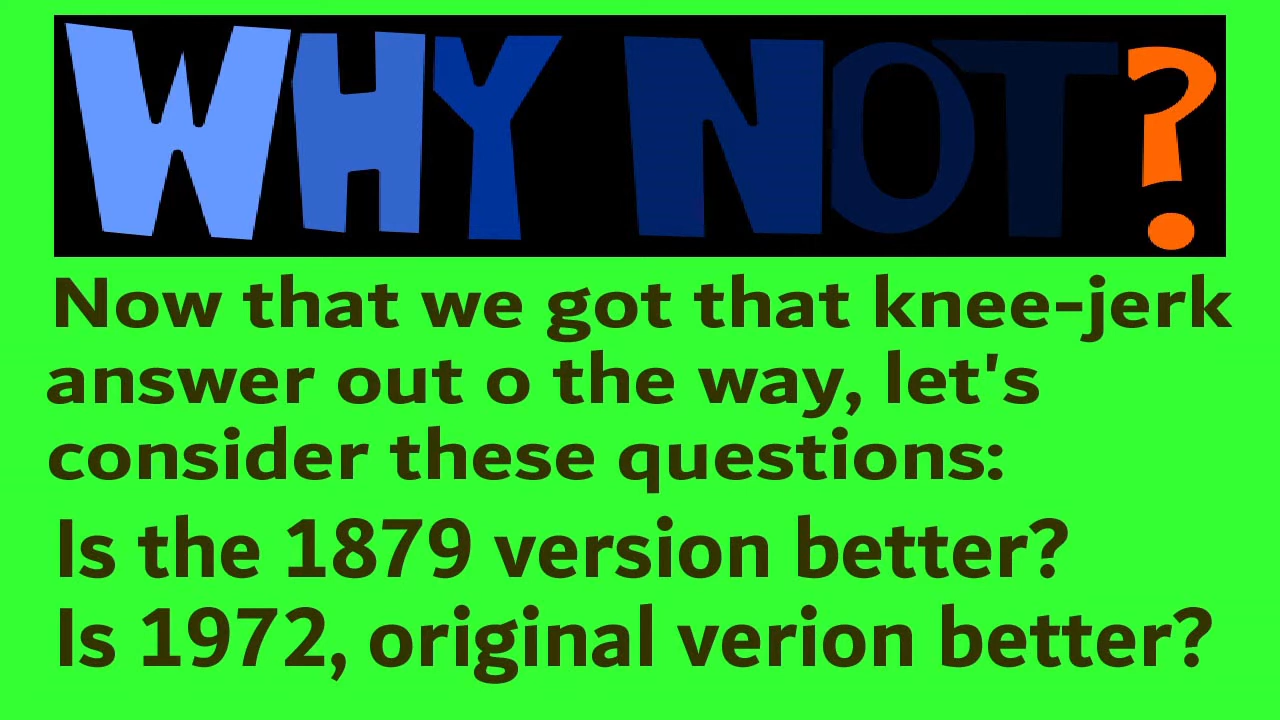 WHY NOT?
Now that we got that knee-jerk
answer out o the way, let's
consider these questions:
Is the 1879 version better?
Is 1972, original verion better?